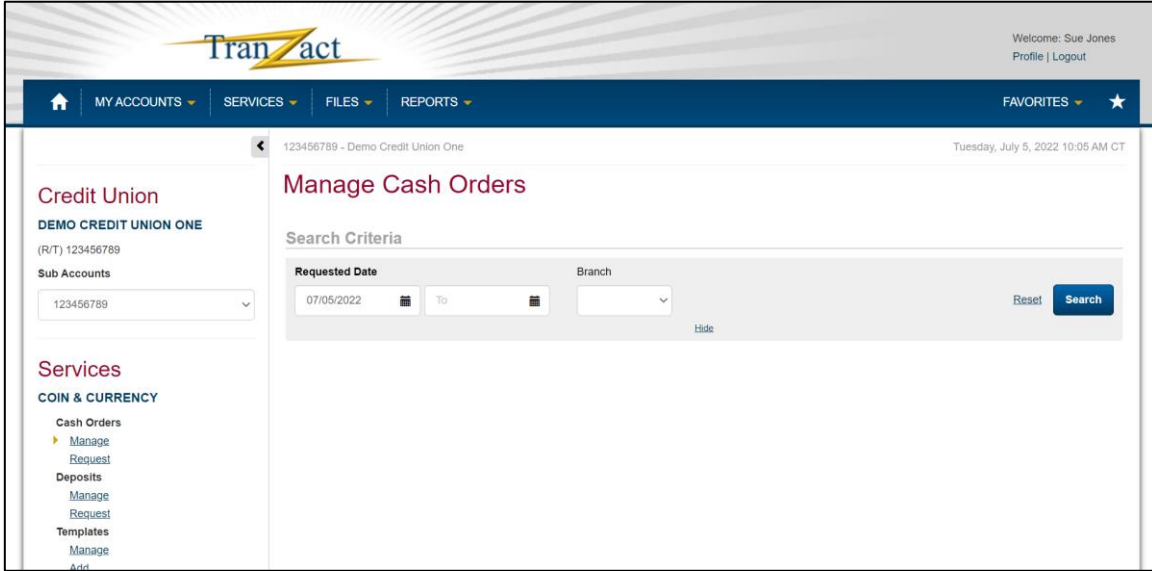 TranZact
Welcome: Sue Jones
Profile | Logout
MY ACCOUNTS
SERVICES
FILES
REPORTS
FAVORITES
123456789 - Demo Credit Union One
Tuesday, July 5, 2022 10:05 AM CT
Credit Union
DEMO CREDIT UNION ONE
(R/T) 123456789
Sub Accounts
123456789
Services
COIN & CURRENCY
Cash Orders
Manage
Request
Deposits
Manage
Request
Templates
Manage
Add
Manage Cash Orders
Search Criteria
Requested Date
Branch
07/05/2022
To
Reset
Search
Hide